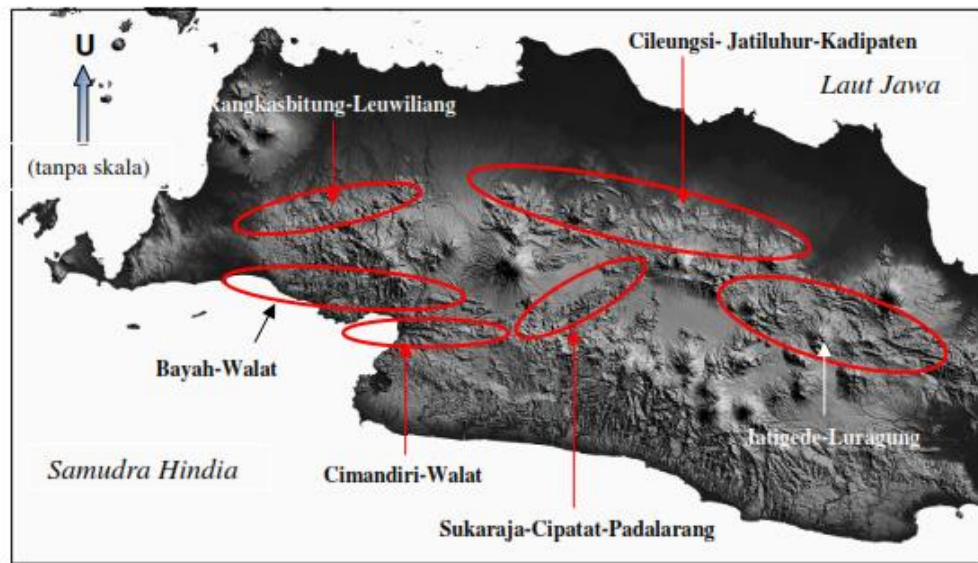 U
Cileungsi- Jatiluhur-Kadipaten
Laut Jawa
Rangkasbitung-Leuwiliang
(tanpa skala)
Bayah-Walat
Jatigede-Luragung
Samudra Hindia
Cimandiri-Walat
Sukaraja-Cipatat-Padalarang